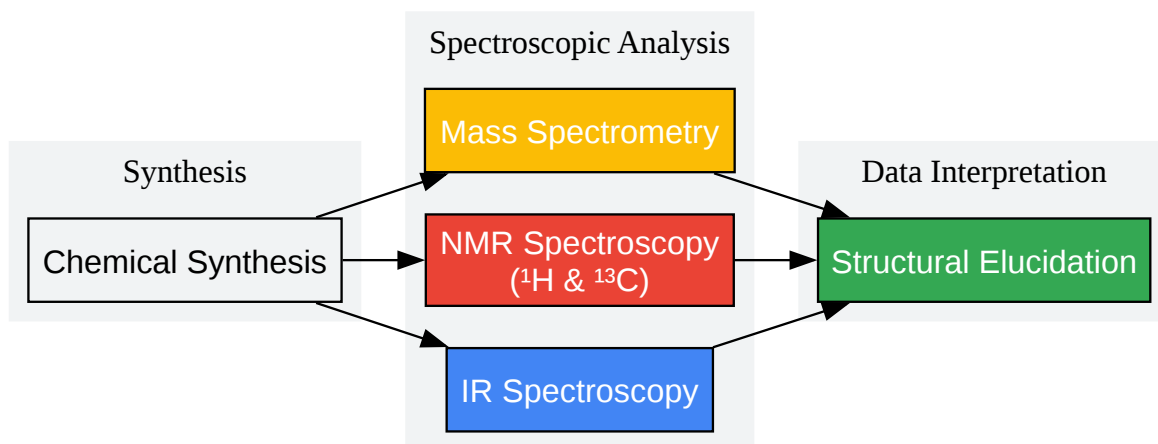 Spectroscopic Analysis
Mass Spectrometry
Synthesis
Data Interpretation
Chemical Synthesis
NMR Spectroscopy
(¹H & ¹³C)
Structural Elucidation
IR Spectroscopy